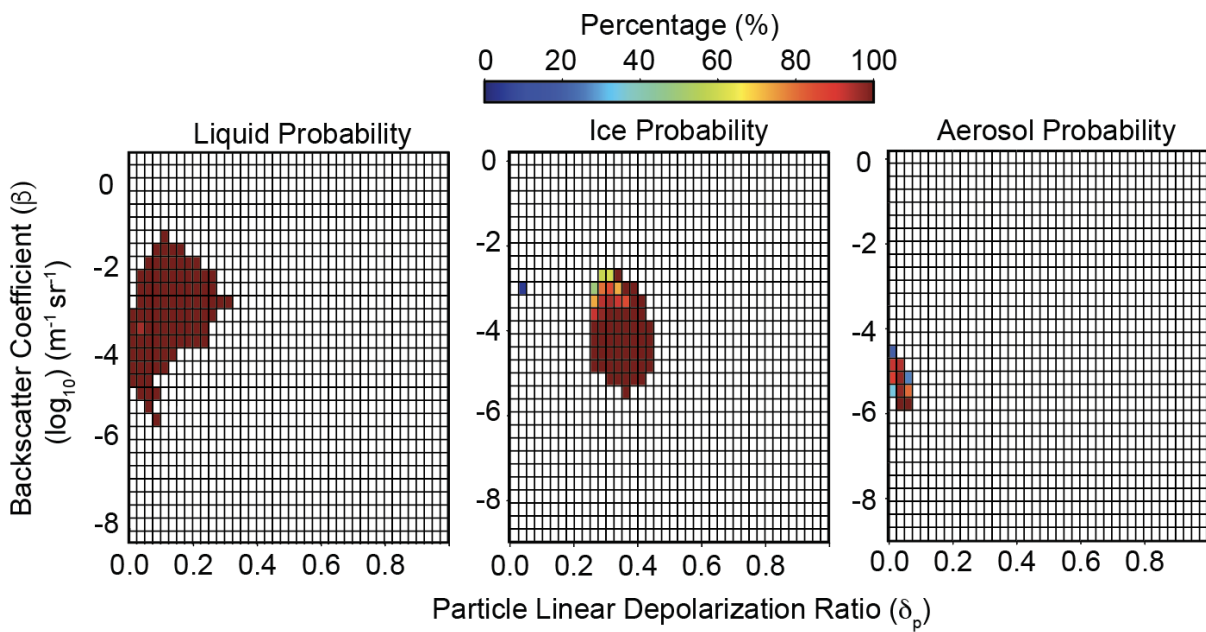 Percentage (%)
0 20 40 60 80 100
Liquid Probability
Ice Probability
Aerosol Probability
Backscatter Coefficient (β)
(log₁₀) (m⁻¹ sr⁻¹)
0
-2
-4
-6
-8
0
-2
-4
-6
-8
0
-2
-4
-6
-8
0.0 0.2 0.4 0.6 0.8
0.0 0.2 0.4 0.6 0.8
0.0 0.2 0.4 0.6 0.8
Particle Linear Depolarization Ratio (δₚ)